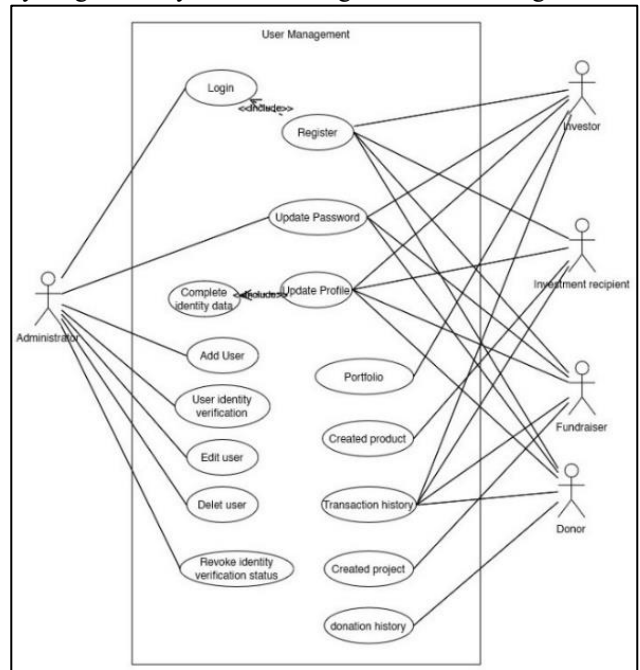 User Management
Login
<<Include>>
Register
Investor
Update Password
Investment recipient
Complete
identity data
<<Include>>
Update Profile
Administrator
Add User
Portfolio
User identity
verification
Fundraiser
Created product
Edit user
Delet user
Transaction history
Donor
Revoke identity
verification status
Created project
donation history